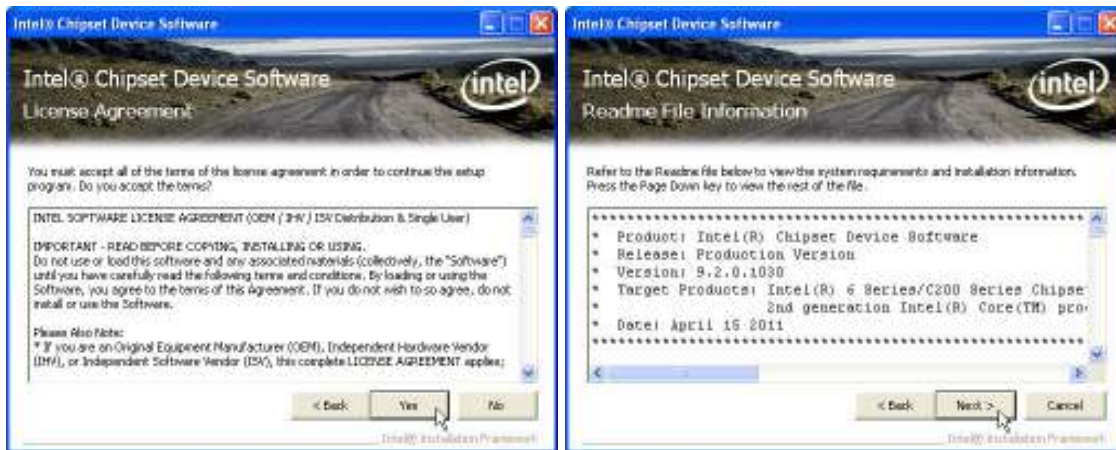 Intel® Chipset Device Software
Intel® Chipset Device Software
License Agreement
intel
You must accept all of the terms of the license agreement in order to continue the setup
program. Do you accept the terms?
INTEL SOFTWARE LICENSE AGREEMENT (OEM / IHV / ISV Distribution & Single User)
IMPORTANT - READ BEFORE COPYING, INSTALLING OR USING.
Do not use or load this software and any associated materials (collectively, the "Software")
until you have carefully read the following terms and conditions. By loading or using the
Software, you agree to the terms of this Agreement. If you do not wish to so agree, do not
install or use the Software.
Please Also Note:
* If you are an Original Equipment Manufacturer (OEM), Independent Hardware Vendor
(IHV), or Independent Software Vendor (ISV), this complete LICENSE AGREEMENT applies;
< Back
Yes
No
Intel® Installation Framework
Intel® Chipset Device Software
Intel® Chipset Device Software
Readme File Information
intel
Refer to the Readme file below to view the system requirements and installation information.
Press the Page Down key to view the rest of the file.
* Product: Intel(R) Chipset Device Software
* Release: Production Version
* Version: 9.2.0.1030
* Target Products: Intel(R) 6 Series/C200 Series Chipse
* 2nd generation Intel(R) Core(TM) pro
* Date: April 15 2011
< Back
Next >
Cancel
Intel® Installation Framework